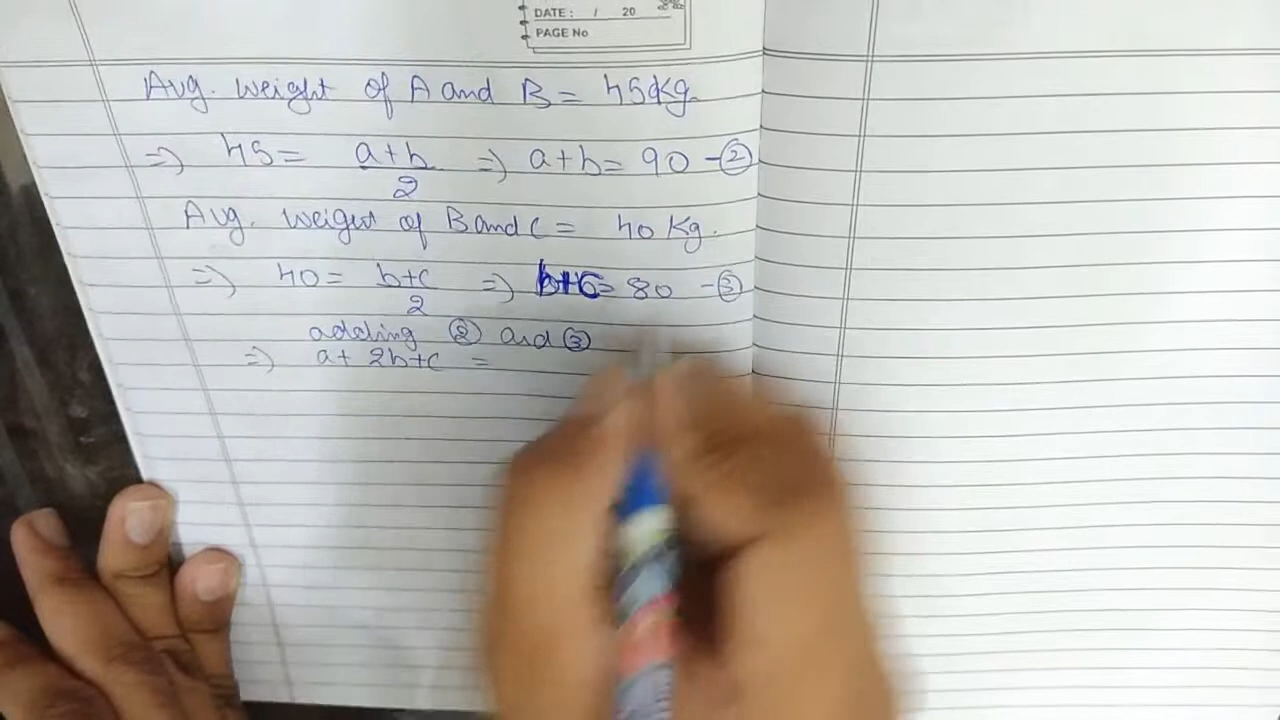 DATE : / 20
PAGE No
Avg. weight of A and B = 45Kg.
=> 45 = a+b/2 => a+b = 90 -②
Avg. weight of B and C = 40 Kg.
=> 40 = b+c/2 => b+c = 80 -③
adding ② and ③
=> a + 2b+c =